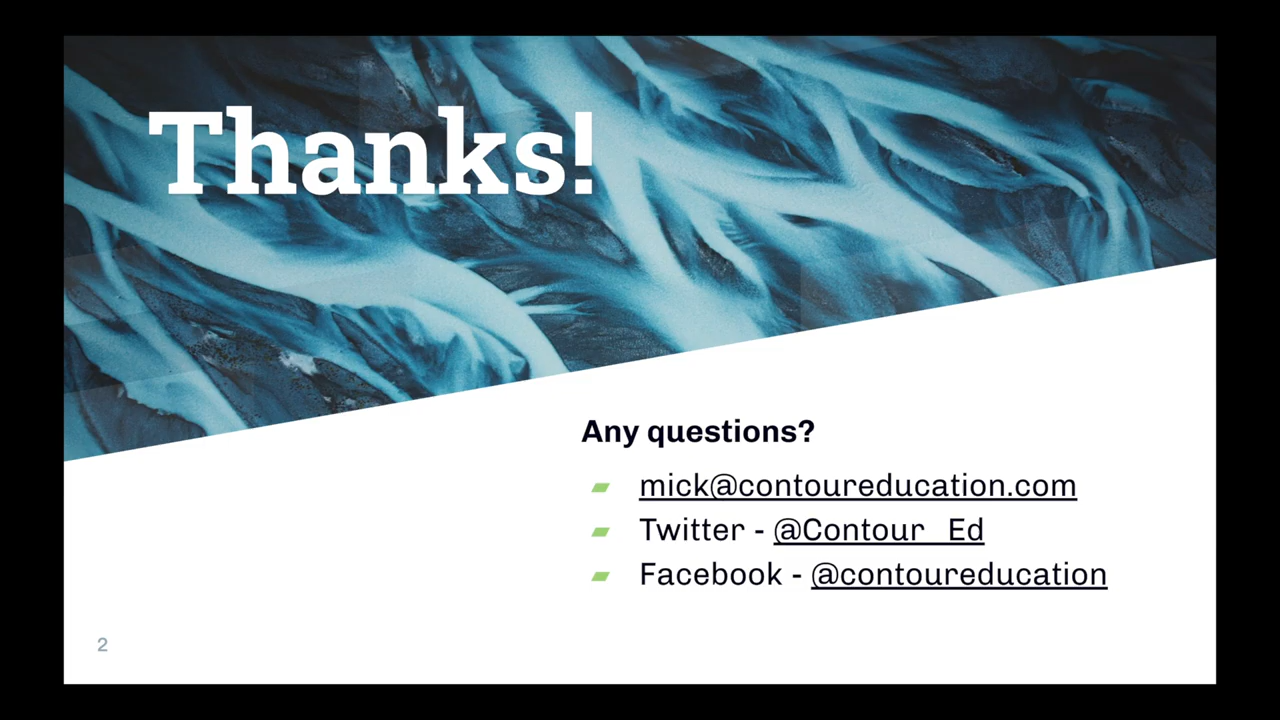 Thanks!
Any questions?
mick@contoureducation.com
Twitter - @Contour_Ed
Facebook - @contoureducation
2